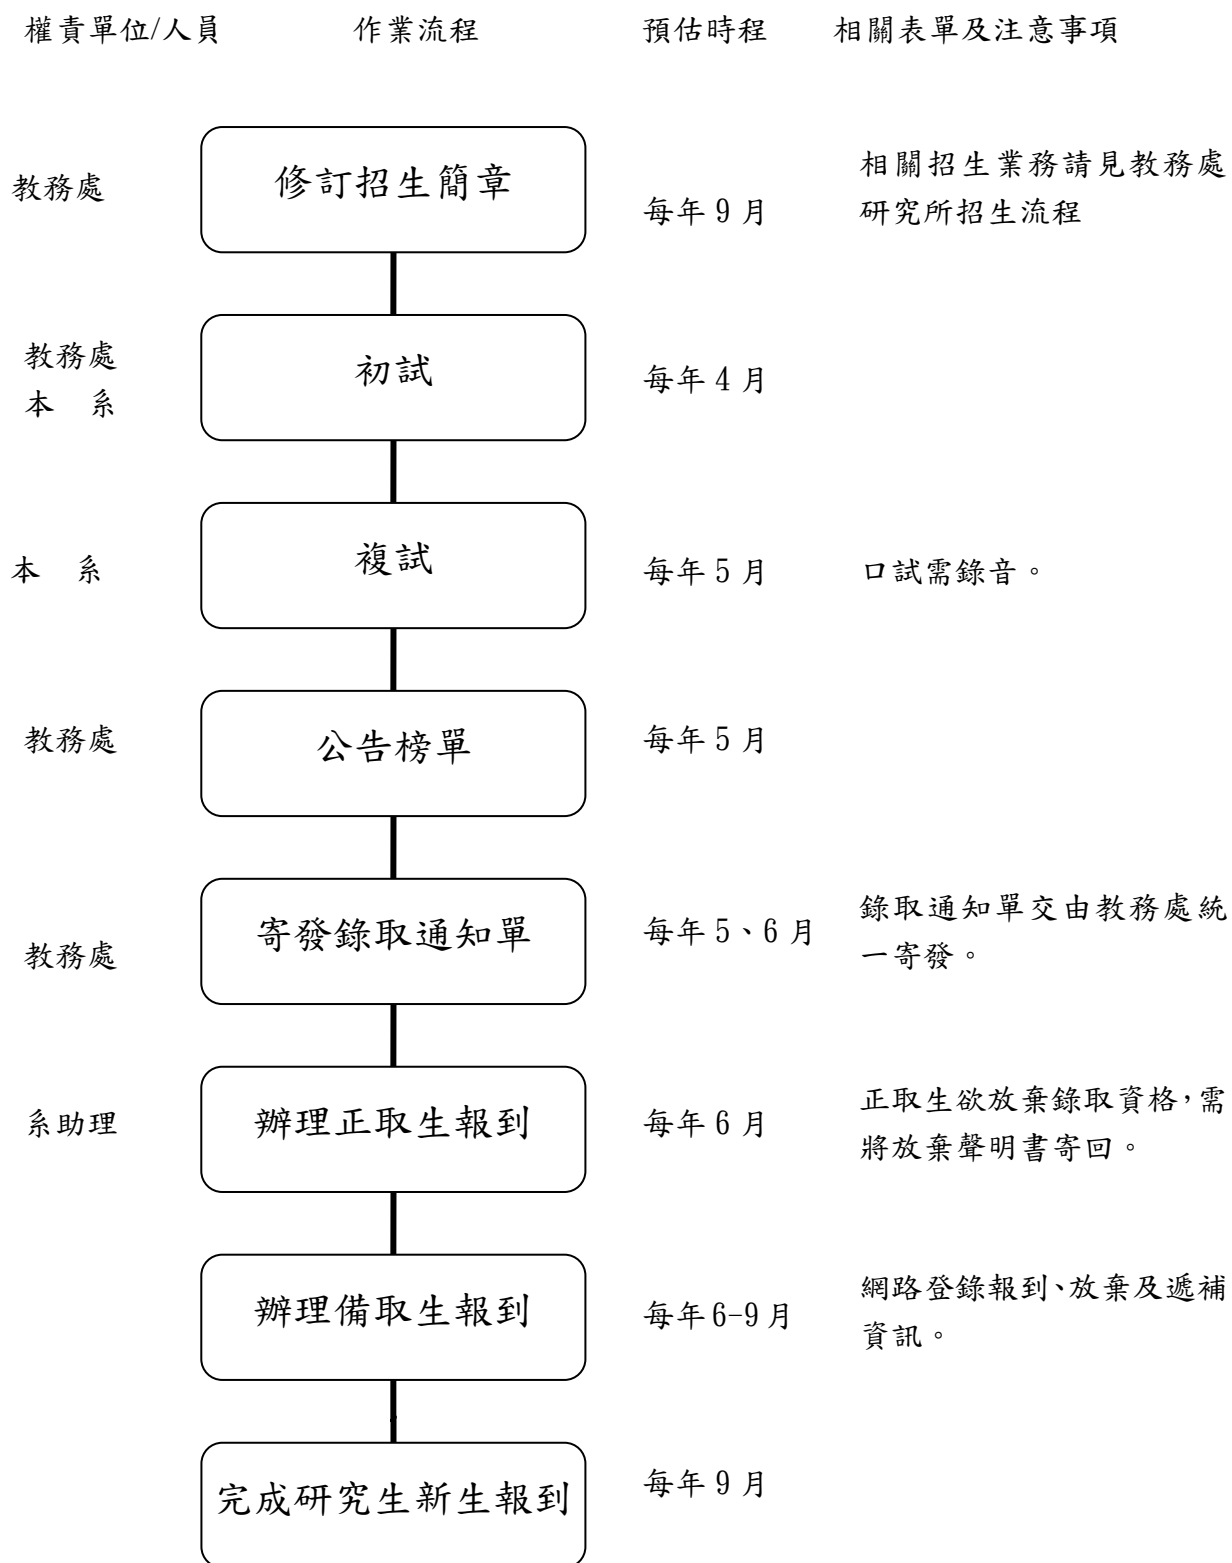 權責單位/人員 作業流程 預估時程 相關表單及注意事項
教務處
修訂招生簡章
每年 9 月
相關招生業務請見教務處
研究所招生流程
教務處
本 系
初試
每年 4 月
本 系
複試
每年 5 月
口試需錄音。
教務處
公告榜單
每年 5 月
教務處
寄發錄取通知單
每年 5、6 月
錄取通知單交由教務處統
一寄發。
系助理
辦理正取生報到
每年 6 月
正取生欲放棄錄取資格,需
將放棄聲明書寄回。
辦理備取生報到
每年 6-9 月
網路登錄報到、放棄及遞補
資訊。
完成研究生新生報到
每年 9 月